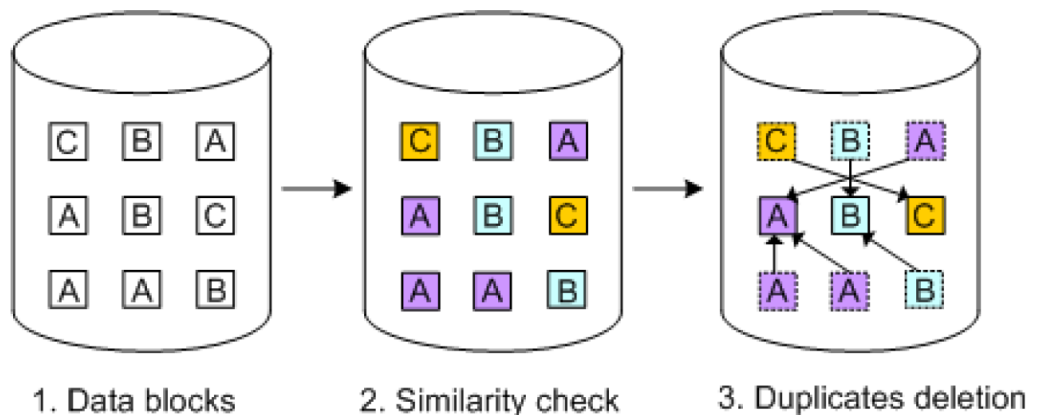 C B A
A B C
A A B
1. Data blocks
C B A
A B C
A A B
2. Similarity check
C B A
A B C
A A B
3. Duplicates deletion